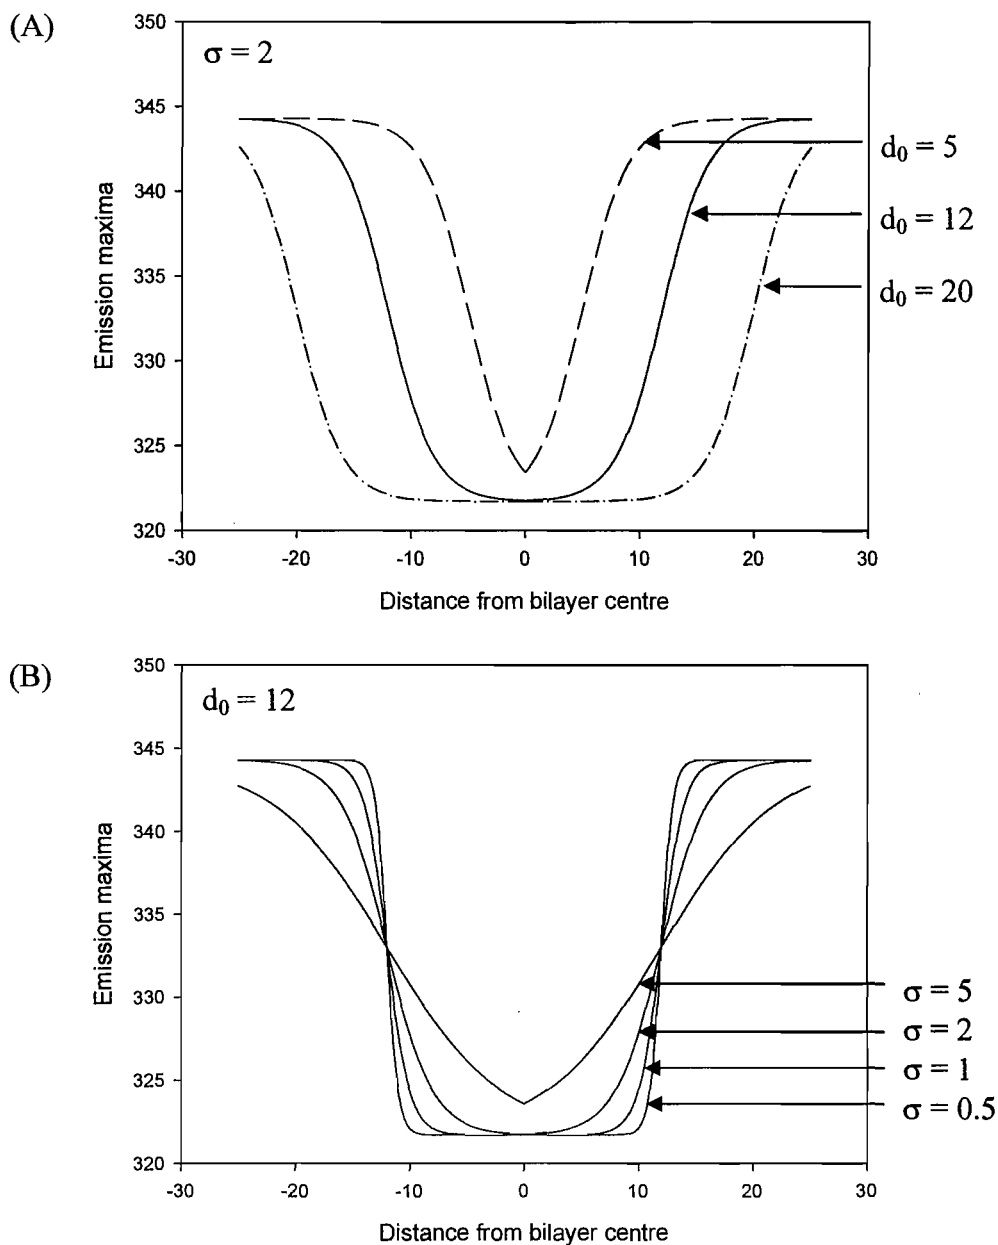 (A)
σ = 2
350
345
340
335
330
325
320
Emission maxima
d₀ = 5
d₀ = 12
d₀ = 20
-30 -20 -10 0 10 20 30
Distance from bilayer centre
(B)
d₀ = 12
350
345
340
335
330
325
320
Emission maxima
σ = 5
σ = 2
σ = 1
σ = 0.5
-30 -20 -10 0 10 20 30
Distance from bilayer centre